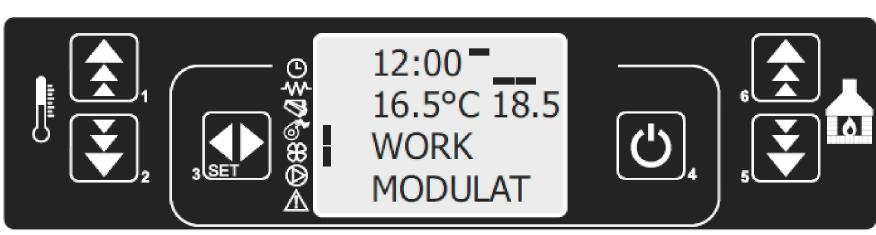 12:00
16.5°C 18.5
WORK
MODULAT
1
2
3 SET
4
5
6